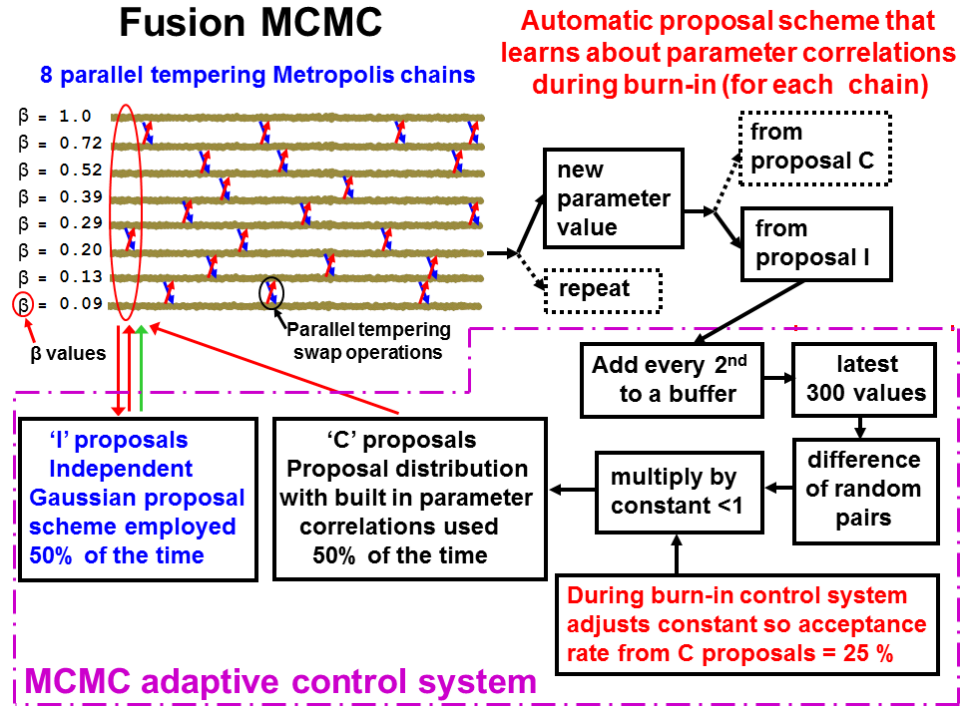 Fusion MCMC
8 parallel tempering Metropolis chains
β = 1.0
β = 0.72
β = 0.52
β = 0.39
β = 0.29
β = 0.20
β = 0.13
β = 0.09
β values
Parallel tempering
swap operations
Automatic proposal scheme that
learns about parameter correlations
during burn-in (for each chain)
new
parameter
value
repeat
from
proposal C
from
proposal I
Add every 2nd
to a buffer
latest
300 values
difference
of random
pairs
multiply by
constant <1
'C' proposals
Proposal distribution
with built in parameter
correlations used
50% of the time
'I' proposals
Independent
Gaussian proposal
scheme employed
50% of the time
During burn-in control system
adjusts constant so acceptance
rate from C proposals = 25 %
MCMC adaptive control system